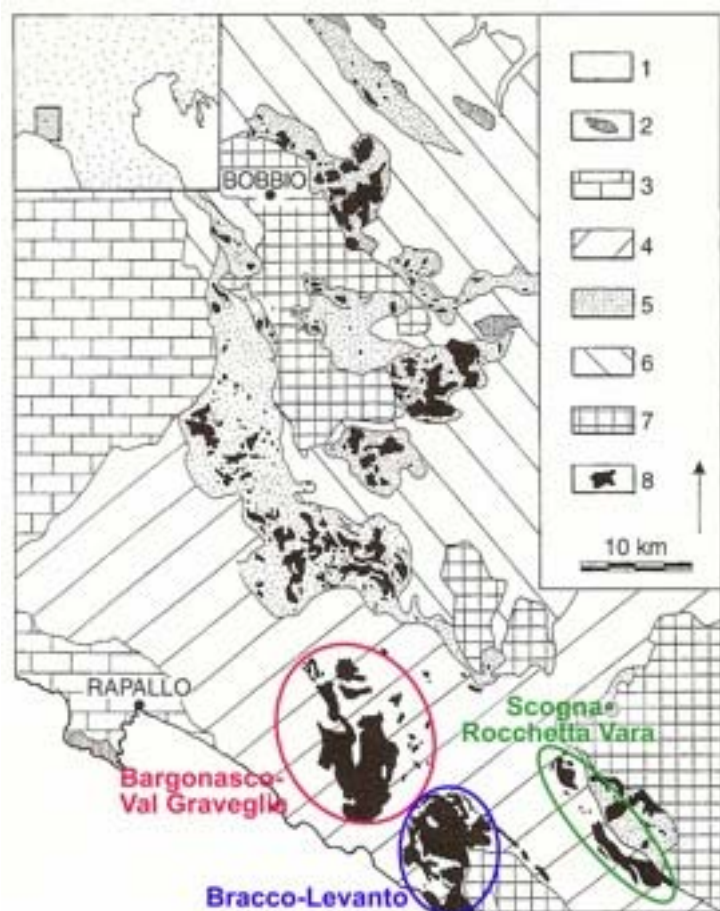 BOBBIO
1
2
3
4
5
6
7
8
10 km
RAPALLO
Scogna-
Rocchetta Vara
Bargonasco-
Val Graveglia
Bracco-Levanto